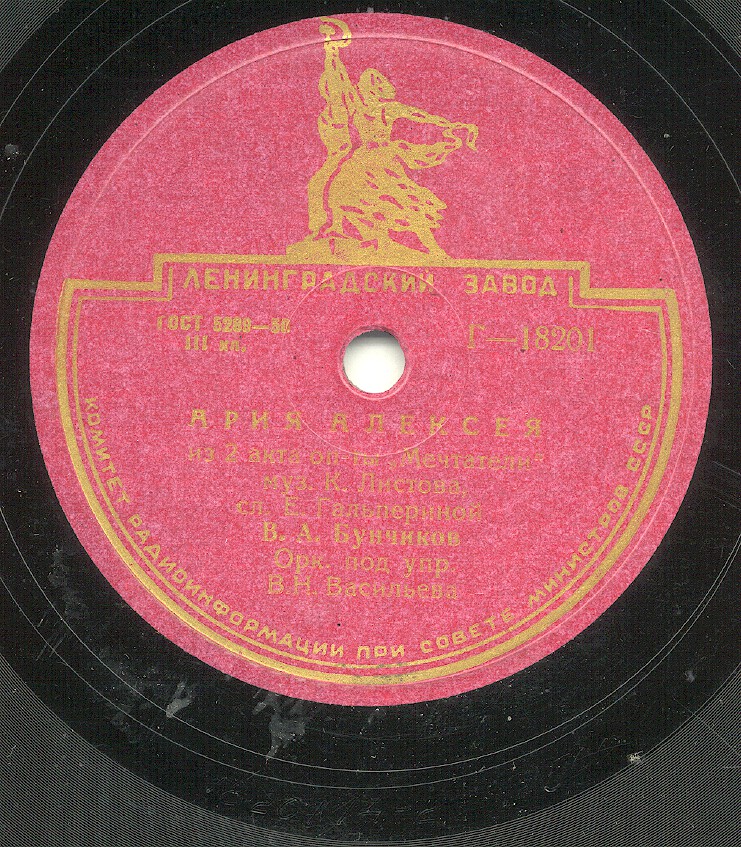 ЛЕНИНГРАДСКИЙ ЗАВОД
ГОСТ 5289—50
III кл.
Г—18201
АРИЯ АЛЕКСЕЯ
из 2 акта оп-ты „Мечтатели"
муз. К. Листова,
сл. Е. Гальпериной
В. А. Бунчиков
Орк. под упр.
В.Н. Васильева
КОМИТЕТ РАДИОИНФОРМАЦИИ ПРИ СОВЕТЕ МИНИСТРОВ СССР